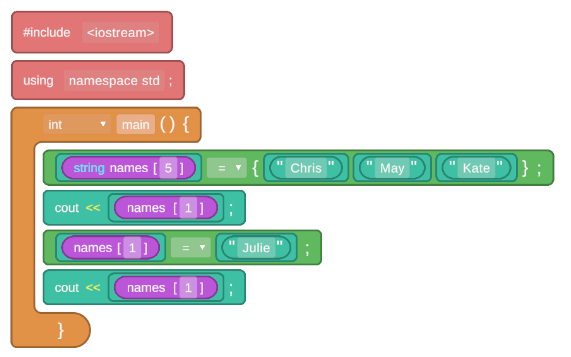 #include <iostream>
using namespace std ;
int main () {
string names [ 5 ] = { " Chris " " May " " Kate " } ;
cout << names [ 1 ] ;
names [ 1 ] = " Julie " ;
cout << names [ 1 ] ;
}